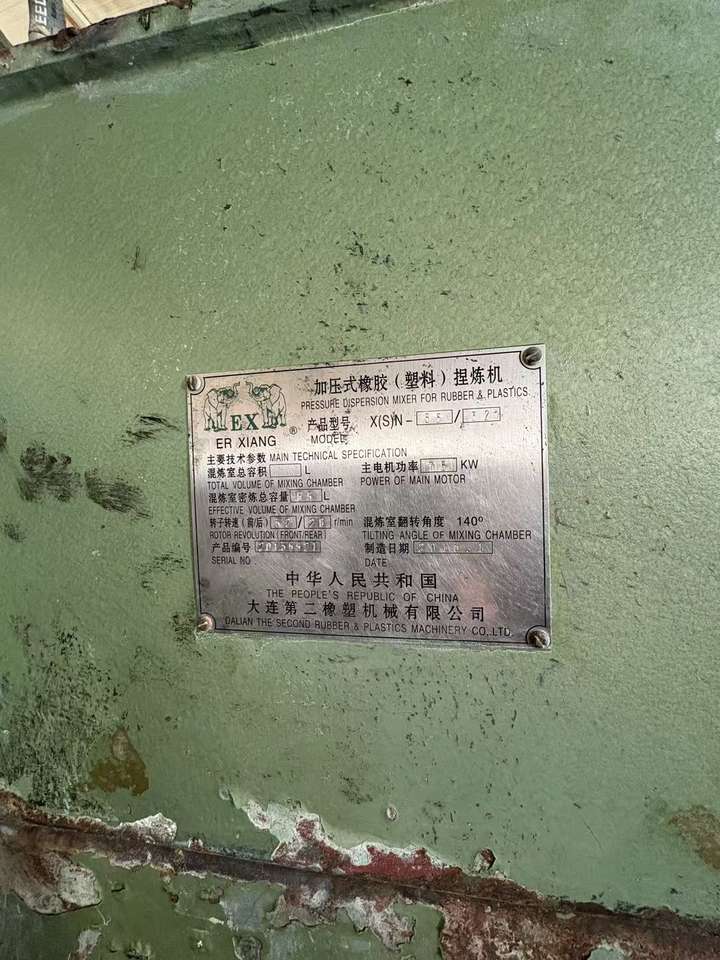 EX
ER XIANG
®
加压式橡胶(塑料)捏炼机
PRESSURE DISPERSION MIXER FOR RUBBER & PLASTICS
产品型号 X(S)N- /
MODEL
主要技术参数 MAIN TECHNICAL SPECIFICATION
混炼室总容积 L
TOTAL VOLUME OF MIXING CHAMBER
主电机功率 KW
POWER OF MAIN MOTOR
混炼室密炼总容量 L
EFFECTIVE VOLUME OF MIXING CHAMBER
转子转速(前/后) / r/min
ROTOR REVOLUTION (FRONT/REAR)
混炼室翻转角度 140°
TILTING ANGLE OF MIXING CHAMBER
产品编号
SERIAL NO
制造日期
DATE
中华人民共和国
THE PEOPLE'S REPUBLIC OF CHINA
大连第二橡塑机械有限公司
DALIAN THE SECOND RUBBER & PLASTICS MACHINERY CO.,LTD.